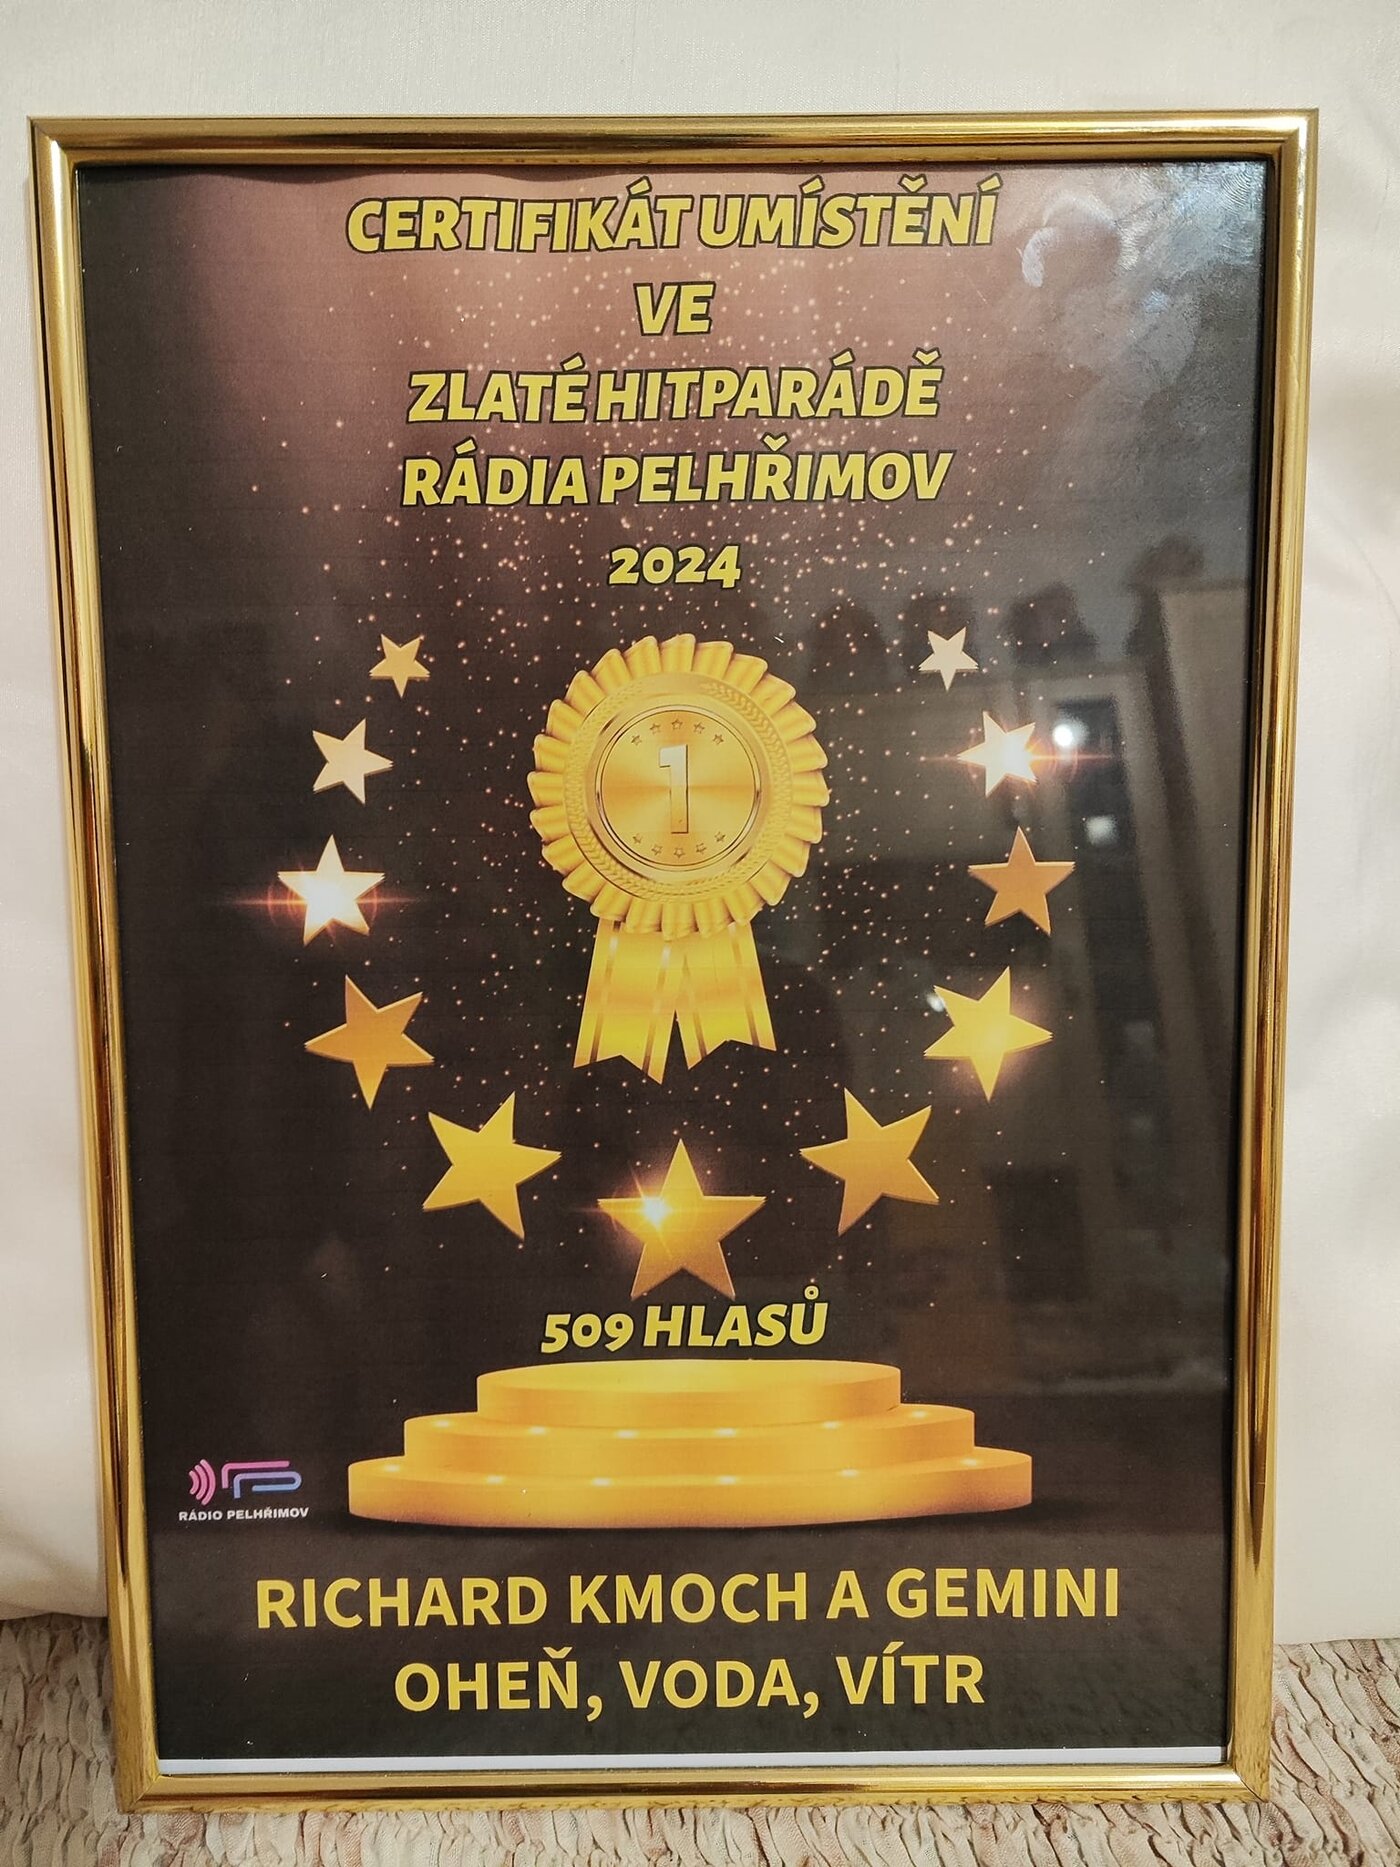 CERTIFIKÁT UMÍSTĚNÍ
VE
ZLATÉ HITPARÁDĚ
RÁDIA PELHŘIMOV
2024
1
509 HLASŮ
RÁDIO PELHŘIMOV
RICHARD KMOCH A GEMINI
OHEŇ, VODA, VÍTR